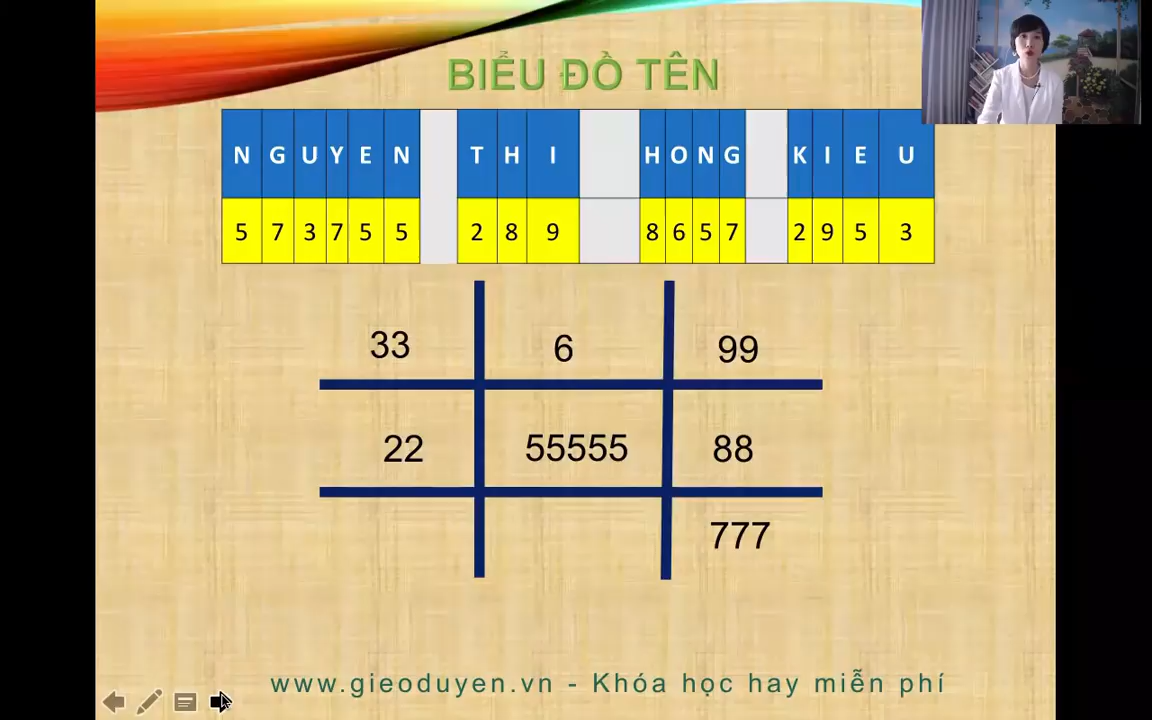 BIỂU ĐỒ TÊN
N G U Y E N T H I H O N G K I E U
5 7 3 7 5 5 2 8 9 8 6 5 7 2 9 5 3
33 6 99
22 55555 88
777
www.gieoduyen.vn - Khóa học hay miễn phí